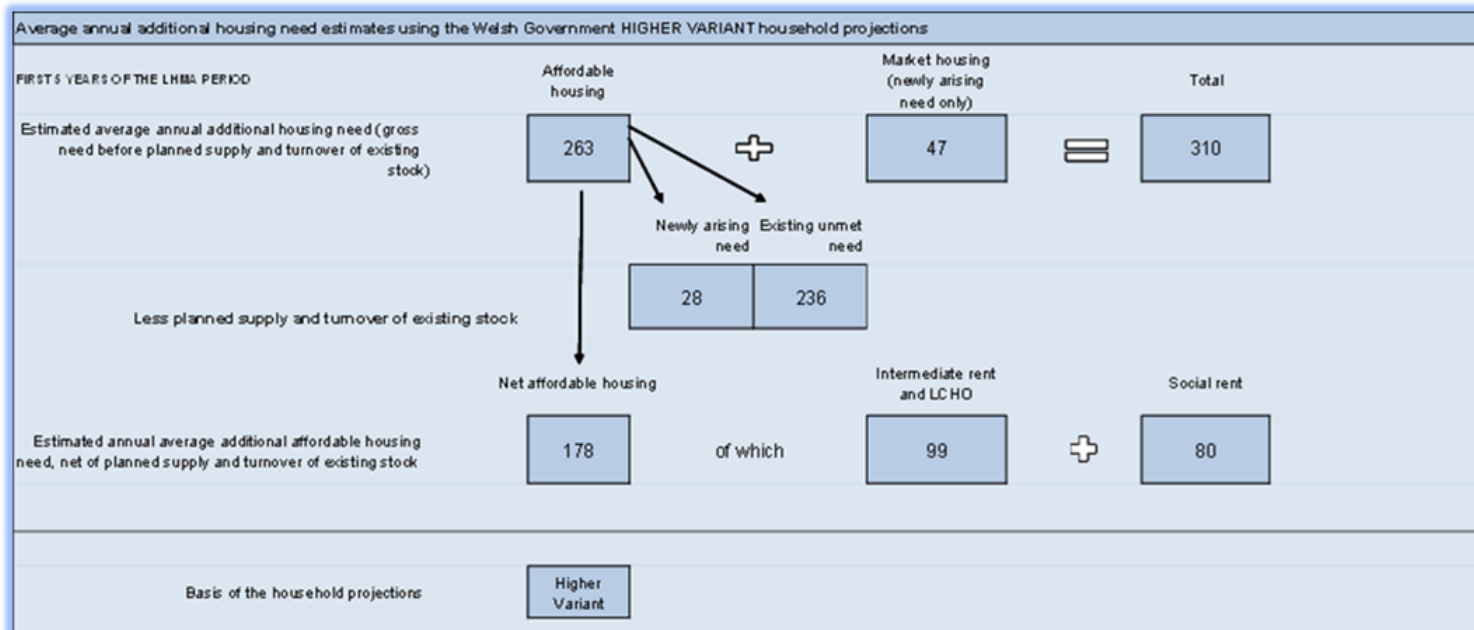 Average annual additional housing need estimates using the Welsh Government HIGHER VARIANT household projections
FIRST 5 YEARS OF THE LHMA PERIOD
Affordable
housing
Market housing
(newly arising
need only)
Total
Estimated average annual additional housing need (gross
need before planned supply and turnover of existing
stock)
263
47
310
Newly arising
need
Existing unmet
need
28
236
Less planned supply and turnover of existing stock
Net affordable housing
Intermediate rent
and LCHO
Social rent
Estimated annual average additional affordable housing
need, net of planned supply and turnover of existing stock
178
of which
99
80
Basis of the household projections
Higher
Variant